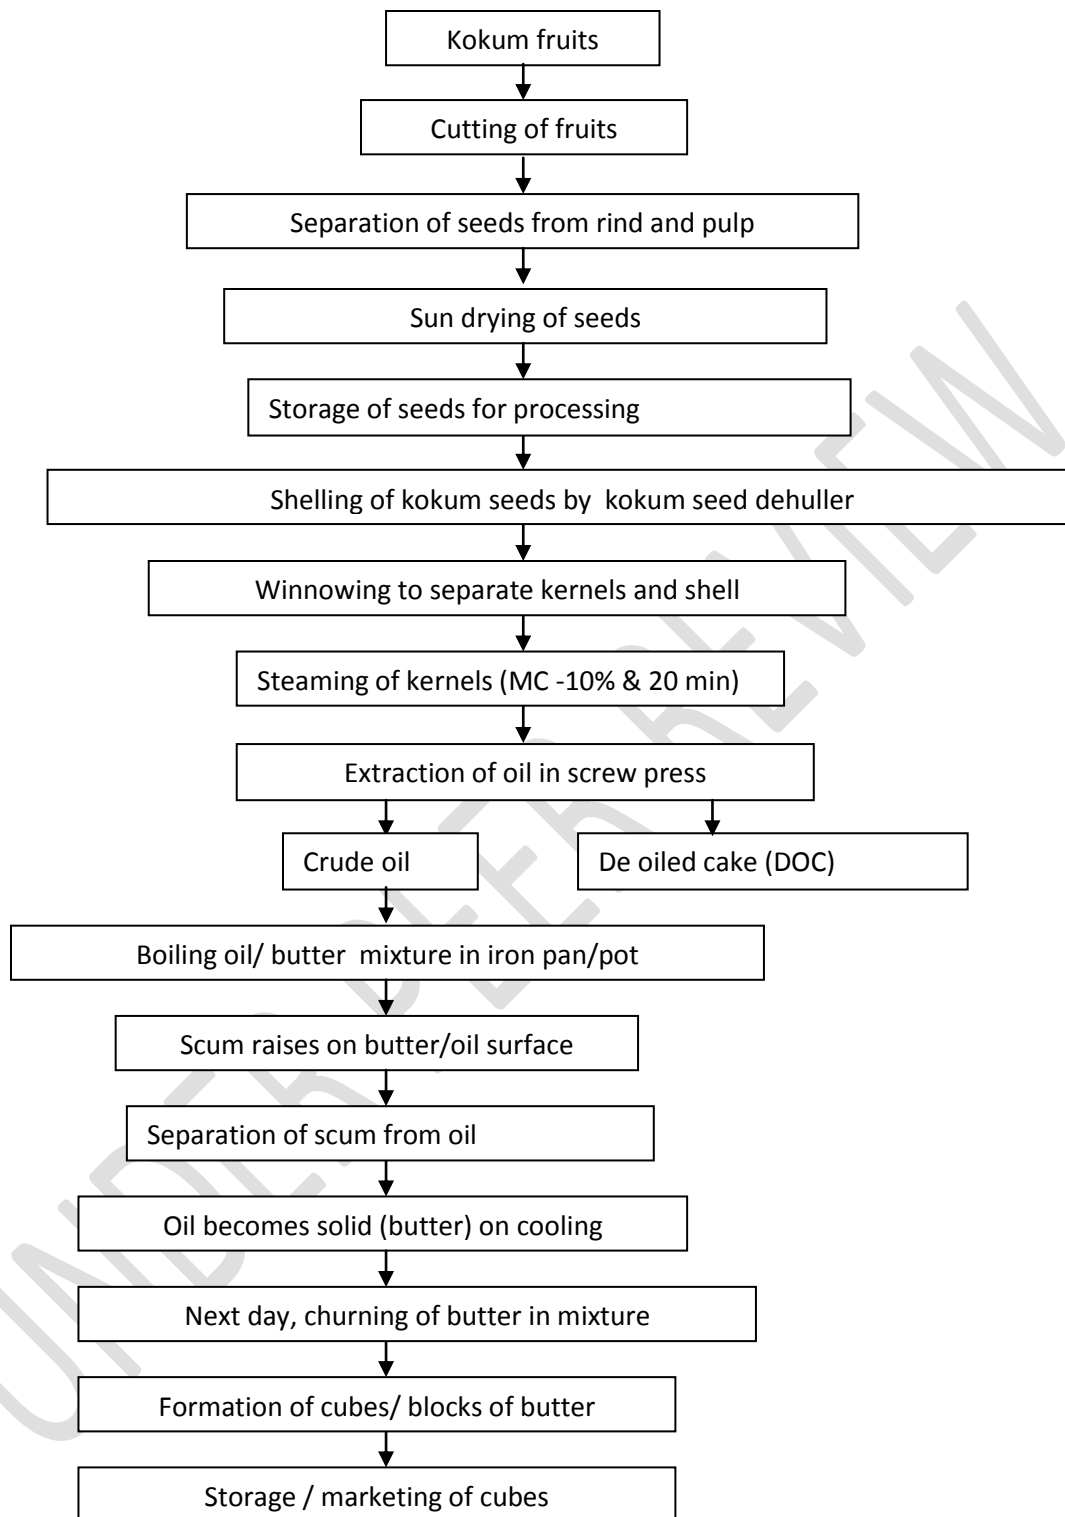 Kokum fruits
Cutting of fruits
Separation of seeds from rind and pulp
Sun drying of seeds
Storage of seeds for processing
Shelling of kokum seeds by kokum seed dehuller
Winnowing to separate kernels and shell
Steaming of kernels (MC -10% & 20 min)
Extraction of oil in screw press
Crude oil
De oiled cake (DOC)
Boiling oil/ butter mixture in iron pan/pot
Scum raises on butter/oil surface
Separation of scum from oil
Oil becomes solid (butter) on cooling
Next day, churning of butter in mixture
Formation of cubes/ blocks of butter
Storage / marketing of cubes
UNDER PEER REVIEW